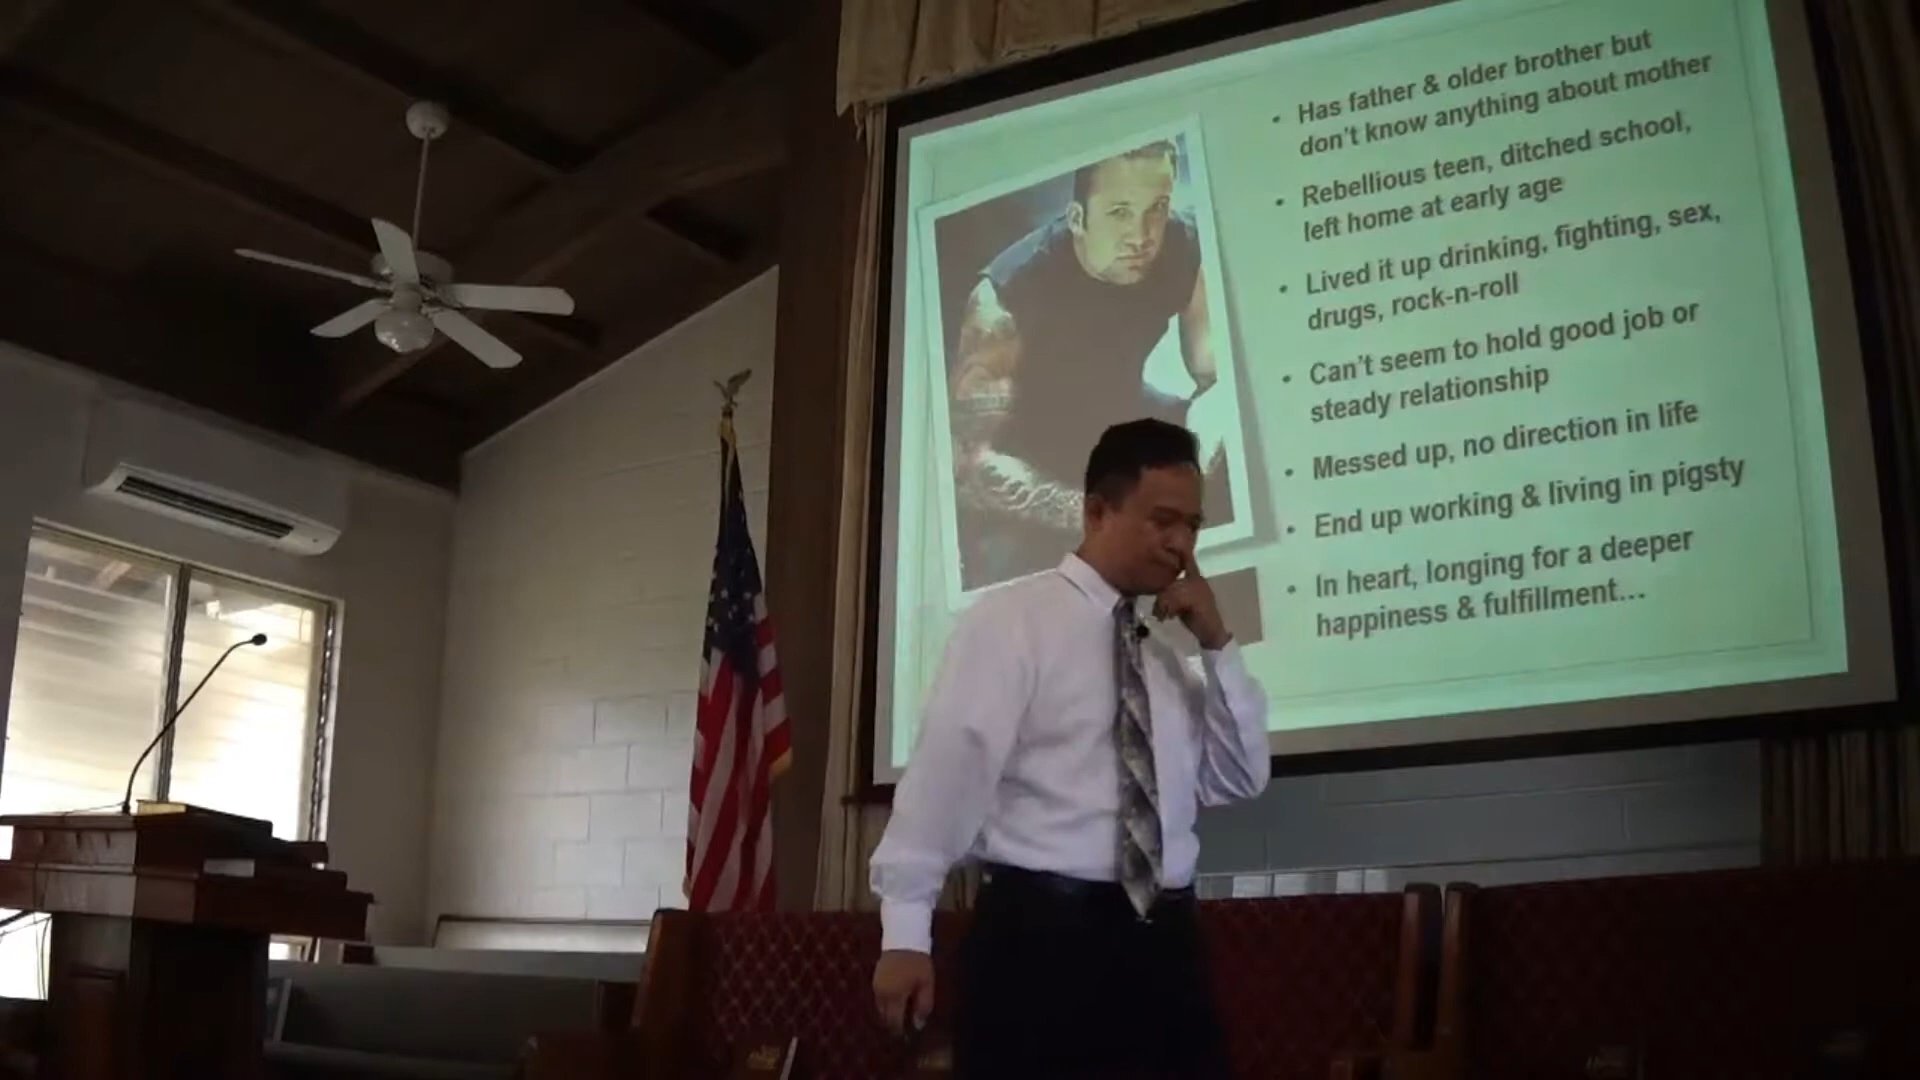 • Has father & older brother but
don't know anything about mother
• Rebellious teen, ditched school,
left home at early age
• Lived it up drinking, fighting, sex,
drugs, rock-n-roll
• Can't seem to hold good job or
steady relationship
• Messed up, no direction in life
• End up working & living in pigsty
• In heart, longing for a deeper
happiness & fulfillment...